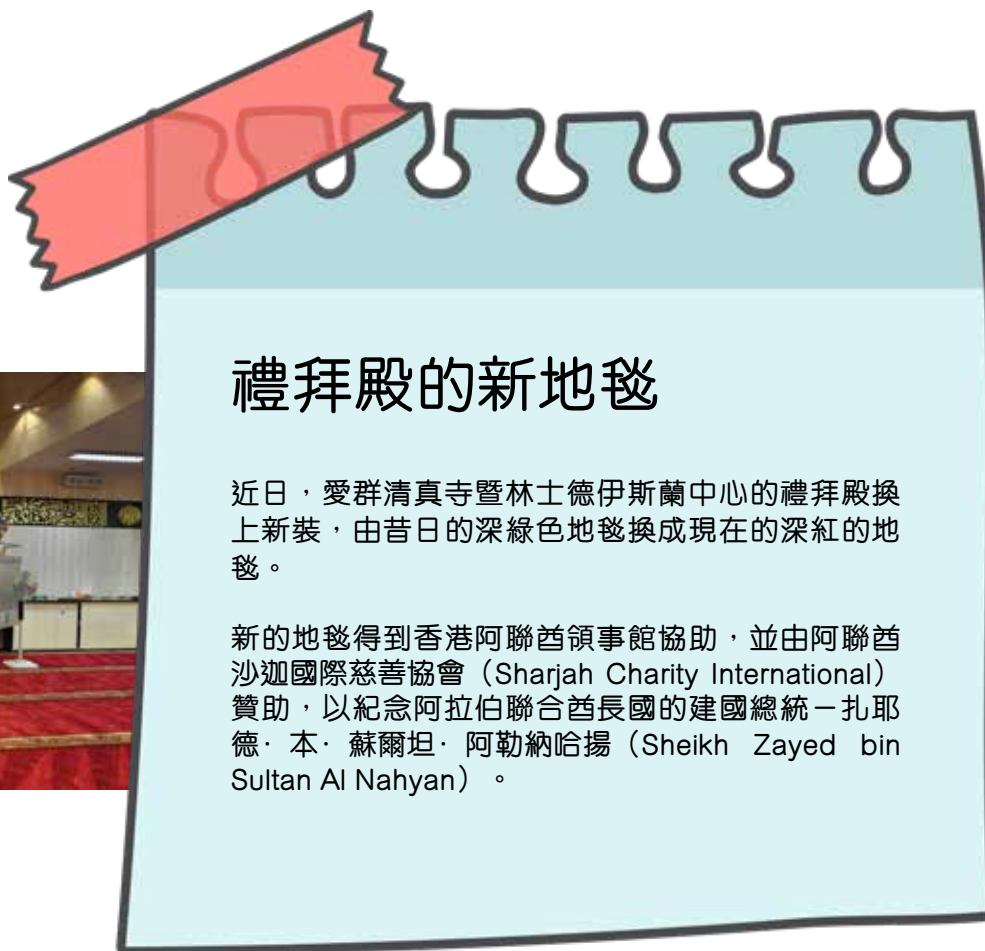 禮拜殿的新地毯
近日，愛群清真寺暨林士德伊斯蘭中心的禮拜殿換
上新裝，由昔日的深綠色地毯換成現在的深紅的地
毯。
新的地毯得到香港阿聯酋領事館協助，並由阿聯酋
沙迦國際慈善協會（Sharjah Charity International）
贊助，以紀念阿拉伯聯合酋長國的建國總統－扎耶
德· 本· 蘇爾坦· 阿勒納哈揚（Sheikh Zayed bin
Sultan Al Nahyan）。